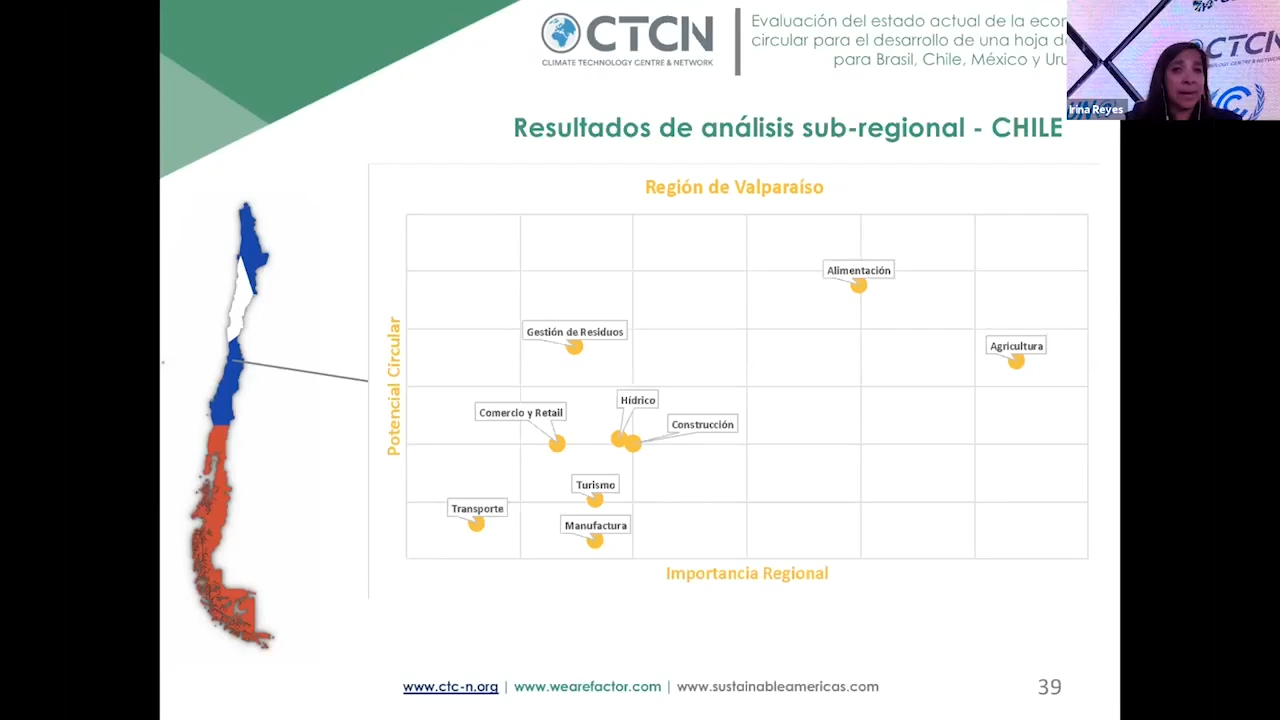 CTCN
CLIMATE TECHNOLOGY CENTRE & NETWORK
Evaluación del estado actual de la econ
circular para el desarrollo de una hoja d
para Brasil, Chile, México y Uru
CTCN
Irina Reyes
Resultados de análisis sub-regional - CHILE
Región de Valparaíso
Alimentación
Gestión de Residuos
Agricultura
Potencial Circular
Hídrico
Comercio y Retail
Construcción
Turismo
Transporte
Manufactura
Importancia Regional
www.ctc-n.org | www.wearefactor.com | www.sustainableamericas.com
39